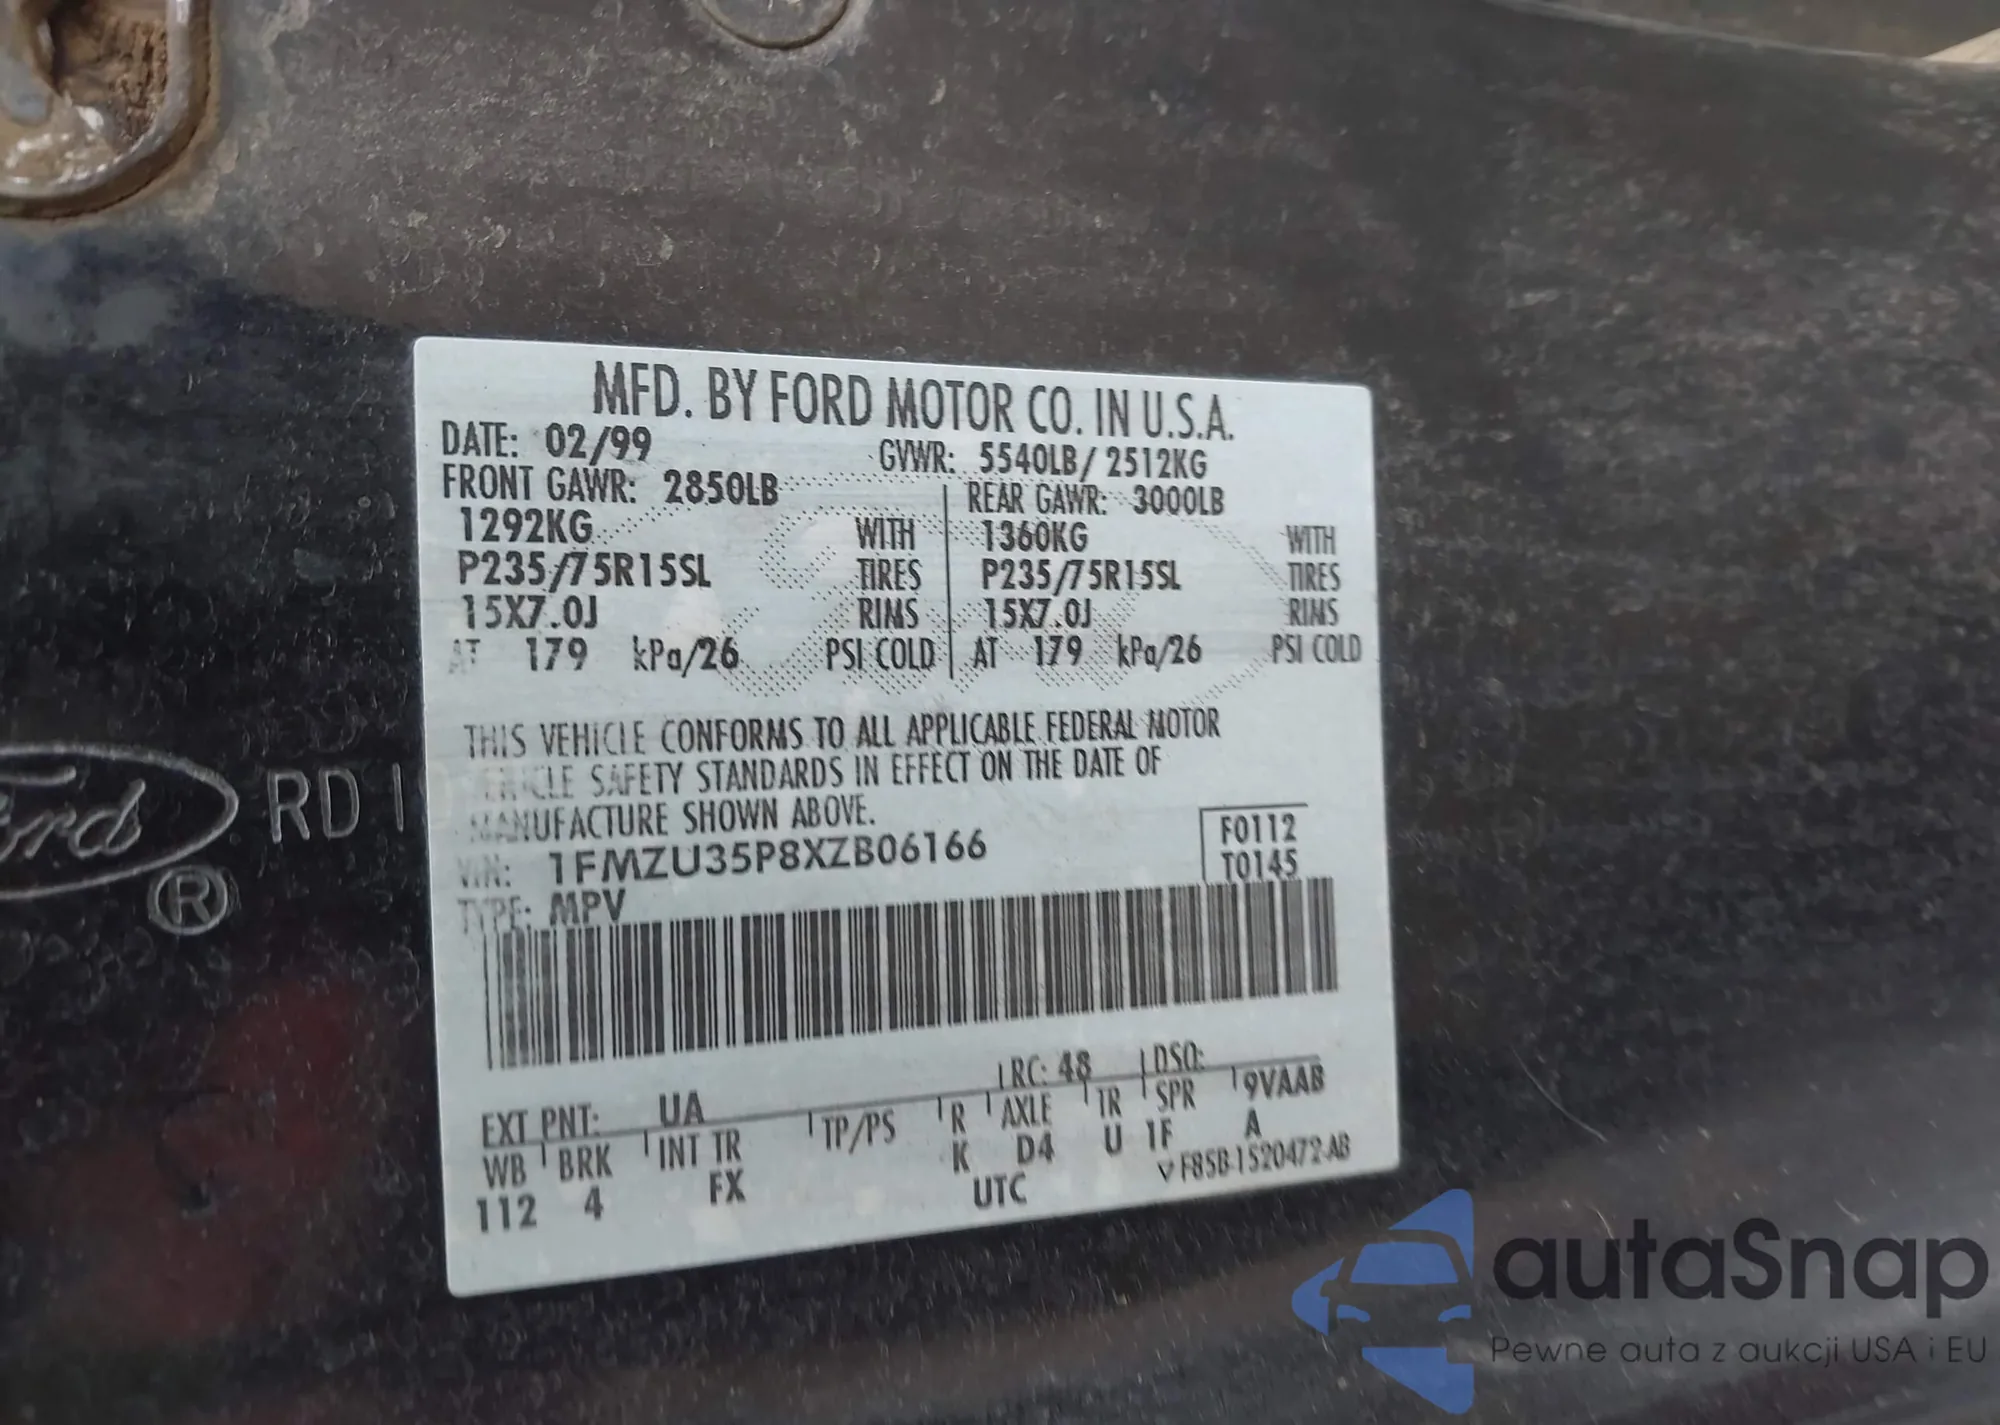 MFD. BY FORD MOTOR CO. IN U.S.A.
DATE: 02/99 GVWR: 5540LB/ 2512KG
FRONT GAWR: 2850LB REAR GAWR: 3000LB
1292KG WITH 1360KG WITH
P235/75R15SL TIRES P235/75R15SL TIRES
15X7.0J RIMS 15X7.0J RIMS
AT 179 kPa/26 PSI COLD AT 179 kPa/26 PSI COLD
THIS VEHICLE CONFORMS TO ALL APPLICABLE FEDERAL MOTOR
VEHICLE SAFETY STANDARDS IN EFFECT ON THE DATE OF
MANUFACTURE SHOWN ABOVE.
Ford ® RD
VIN: 1FMZU35P8XZB06166 F0112
T0145
TYPE: MPV
EXT PNT: UA RC: 48 DSO:
WB BRK INT TR TP/PS R AXLE TR SPR 9VAAB
112 4 FX K D4 U 1F A
UTC ▽ F85B-1520472-AB
autaSnap
Pewne auta z aukcji USA i EU